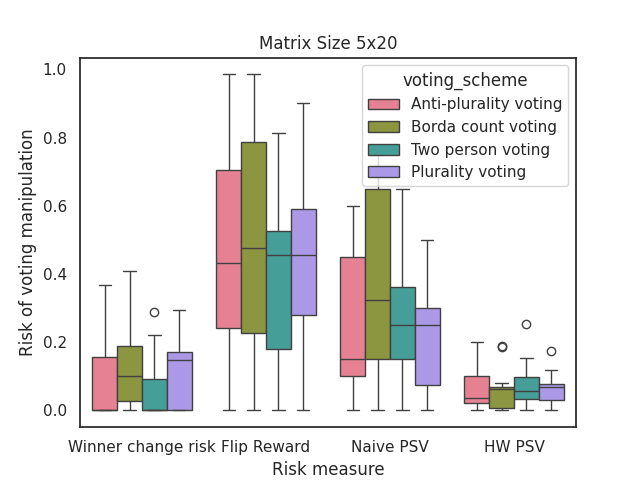 Matrix Size 5x20
voting_scheme
Anti-plurality voting
Borda count voting
Two person voting
Plurality voting
Risk of voting manipulation
1.0
0.8
0.6
0.4
0.2
0.0
Winner change risk Flip Reward Naive PSV HW PSV
Risk measure